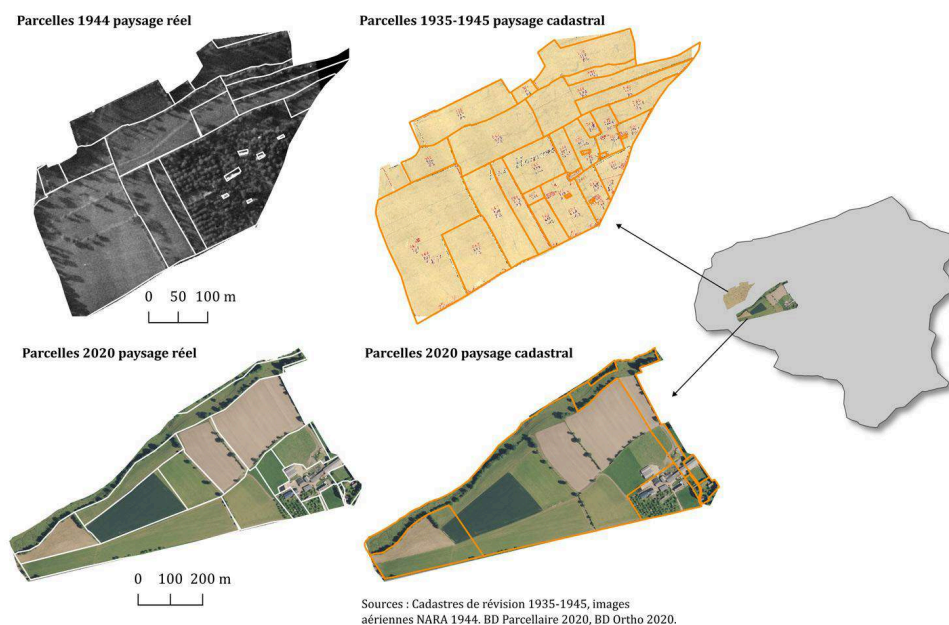 Parcelles 1944 paysage réel
Parcelles 1935-1945 paysage cadastral
0 50 100 m
Parcelles 2020 paysage réel
Parcelles 2020 paysage cadastral
0 100 200 m
Sources : Cadastres de révision 1935-1945, images
aériennes NARA 1944. BD Parcellaire 2020, BD Ortho 2020.